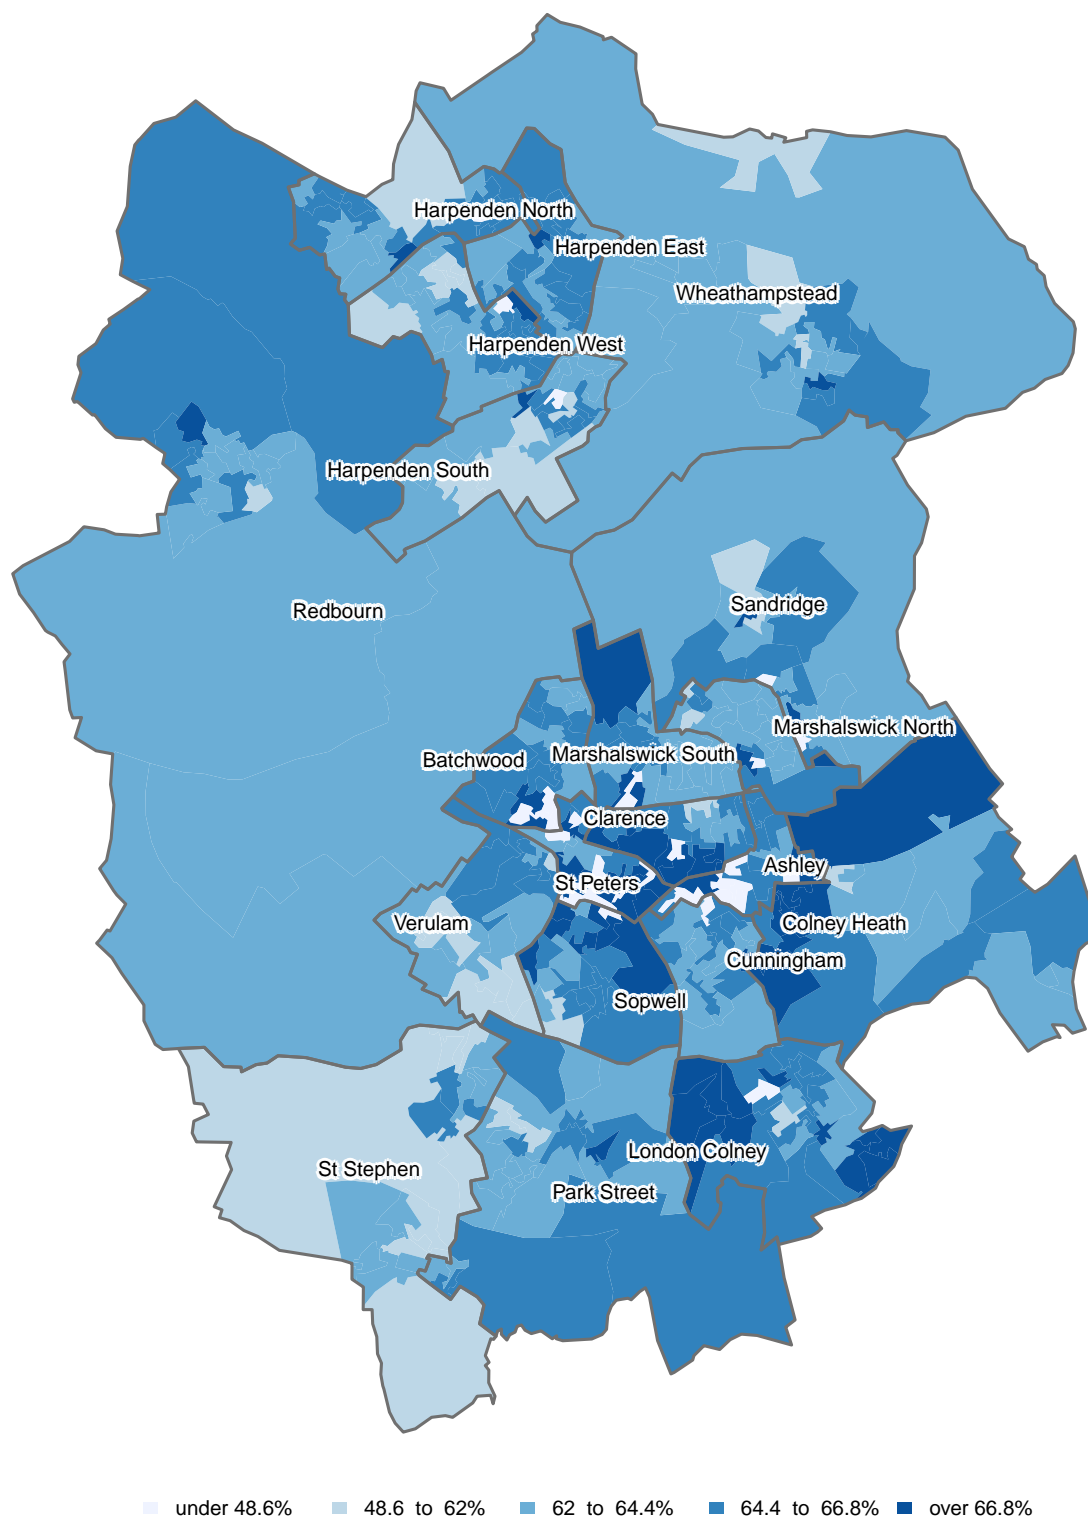 Harpenden North
Harpenden East
Wheathampstead
Harpenden West
Harpenden South
Sandridge
Redbourn
Marshalswick North
Marshalswick South
Batchwood
Clarence
Ashley
St Peters
Verulam
Colney Heath
Cunningham
Sopwell
London Colney
St Stephen
Park Street
under 48.6% 48.6 to 62% 62 to 64.4% 64.4 to 66.8% over 66.8%